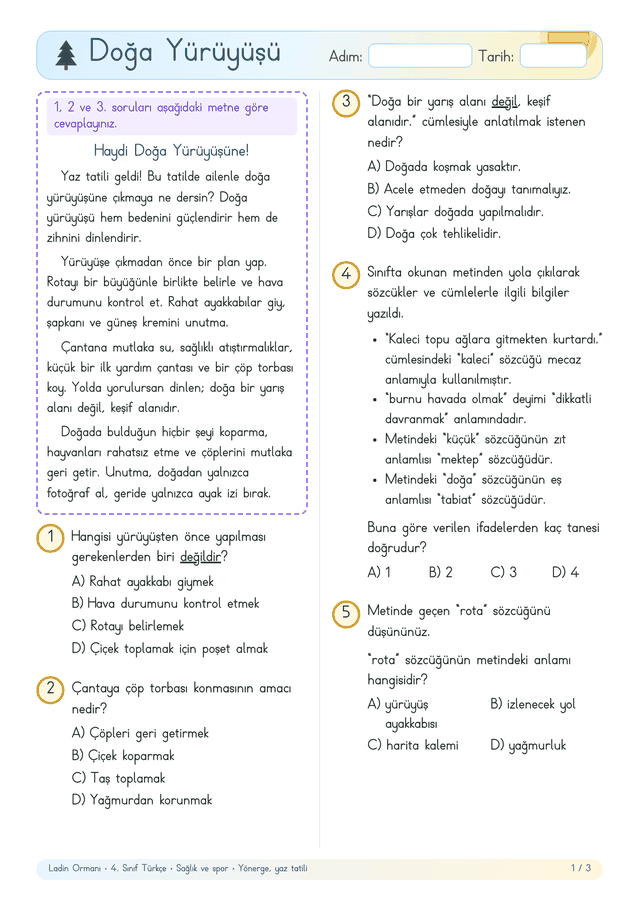 Doğa Yürüyüşü
Adım:
Tarih:
1, 2 ve 3. soruları aşağıdaki metne göre
cevaplayınız.
Haydi Doğa Yürüyüşüne!
Yaz tatili geldi! Bu tatilde ailenle doğa
yürüyüşüne çıkmaya ne dersin? Doğa
yürüyüşü hem bedenini güçlendirir hem de
zihnini dinlendirir.
Yürüyüşe çıkmadan önce bir plan yap.
Rotayı bir büyüğünle birlikte belirle ve hava
durumunu kontrol et. Rahat ayakkabılar giy,
şapkanı ve güneş kremini unutma.
Çantana mutlaka su, sağlıklı atıştırmalıklar,
küçük bir ilk yardım çantası ve bir çöp torbası
koy. Yolda yorulursan dinlen; doğa bir yarış
alanı değil, keşif alanıdır.
Doğada bulduğun hiçbir şeyi koparma,
hayvanları rahatsız etme ve çöplerini mutlaka
geri getir. Unutma, doğadan yalnızca
fotoğraf al, geride yalnızca ayak izi bırak.
1 Hangisi yürüyüşten önce yapılması
gerekenlerden biri değildir?
A) Rahat ayakkabı giymek
B) Hava durumunu kontrol etmek
C) Rotayı belirlemek
D) Çiçek toplamak için poşet almak
2 Çantaya çöp torbası konmasının amacı
nedir?
A) Çöpleri geri getirmek
B) Çiçek koparmak
C) Taş toplamak
D) Yağmurdan korunmak
3 "Doğa bir yarış alanı değil, keşif
alanıdır." cümlesiyle anlatılmak istenen
nedir?
A) Doğada koşmak yasaktır.
B) Acele etmeden doğayı tanımalıyız.
C) Yarışlar doğada yapılmalıdır.
D) Doğa çok tehlikelidir.
4 Sınıfta okunan metinden yola çıkılarak
sözcükler ve cümlelerle ilgili bilgiler
yazıldı.
• "Kaleci topu ağlara gitmekten kurtardı."
cümlesindeki "kaleci" sözcüğü mecaz
anlamıyla kullanılmıştır.
• "burnu havada olmak" deyimi "dikkatli
davranmak" anlamındadır.
• Metindeki "küçük" sözcüğünün zıt
anlamlısı "mektep" sözcüğüdür.
• Metindeki "doğa" sözcüğünün eş
anlamlısı "tabiat" sözcüğüdür.
Buna göre verilen ifadelerden kaç tanesi
doğrudur?
A) 1 B) 2 C) 3 D) 4
5 Metinde geçen "rota" sözcüğünü
düşününüz.
"rota" sözcüğünün metindeki anlamı
hangisidir?
A) yürüyüş B) izlenecek yol
ayakkabısı
C) harita kalemi D) yağmurluk
Ladin Ormanı • 4. Sınıf Türkçe • Sağlık ve spor • Yönerge, yaz tatili
1 / 3